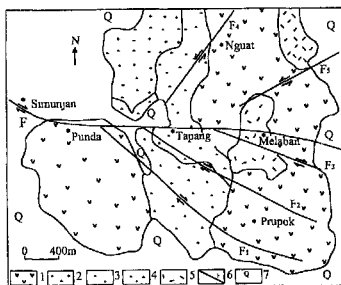 Q
F₄
Q
Nguat
N
F₅
Sununjan
Q
F
Punda
Tapang
Melaban
Q
F₃
Q
F₂
Prupok
Q
0 400m
Q
F₁
Q
1 2 3 4 5 6 Q 7